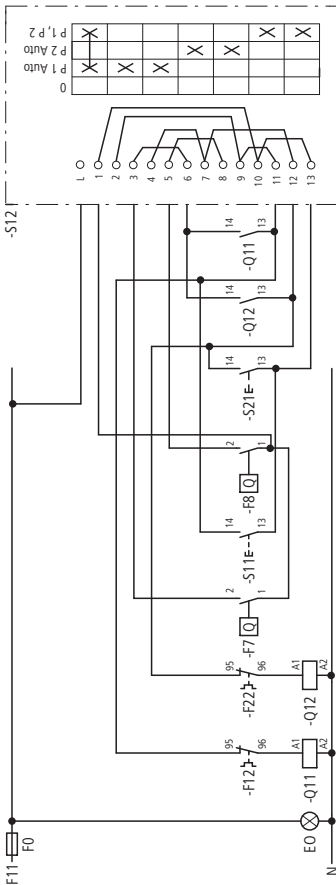 P1, P2
P2 Auto
P1 Auto
0
L
1
2
3
4
5
6
7
8
9
10
11
12
13
-S12
14
13
-Q11
14
13
-Q12
14
13
-S21
2
1
Q
-F8
14
13
-S11
2
1
Q
-F7
95
96
-F22
A1
A2
-Q12
95
96
-F12
A1
A2
-Q11
E0
F11
F0
N